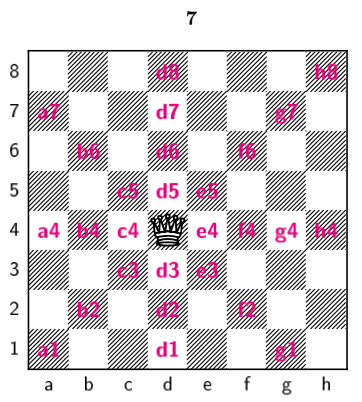 7
8 d8 h8
7 a7 d7 g7
6 b6 d6 f6
5 c5 d5 e5
4 a4 b4 c4 e4 f4 g4 h4
3 c3 d3 e3
2 b2 d2 f2
1 a1 d1 g1
a b c d e f g h